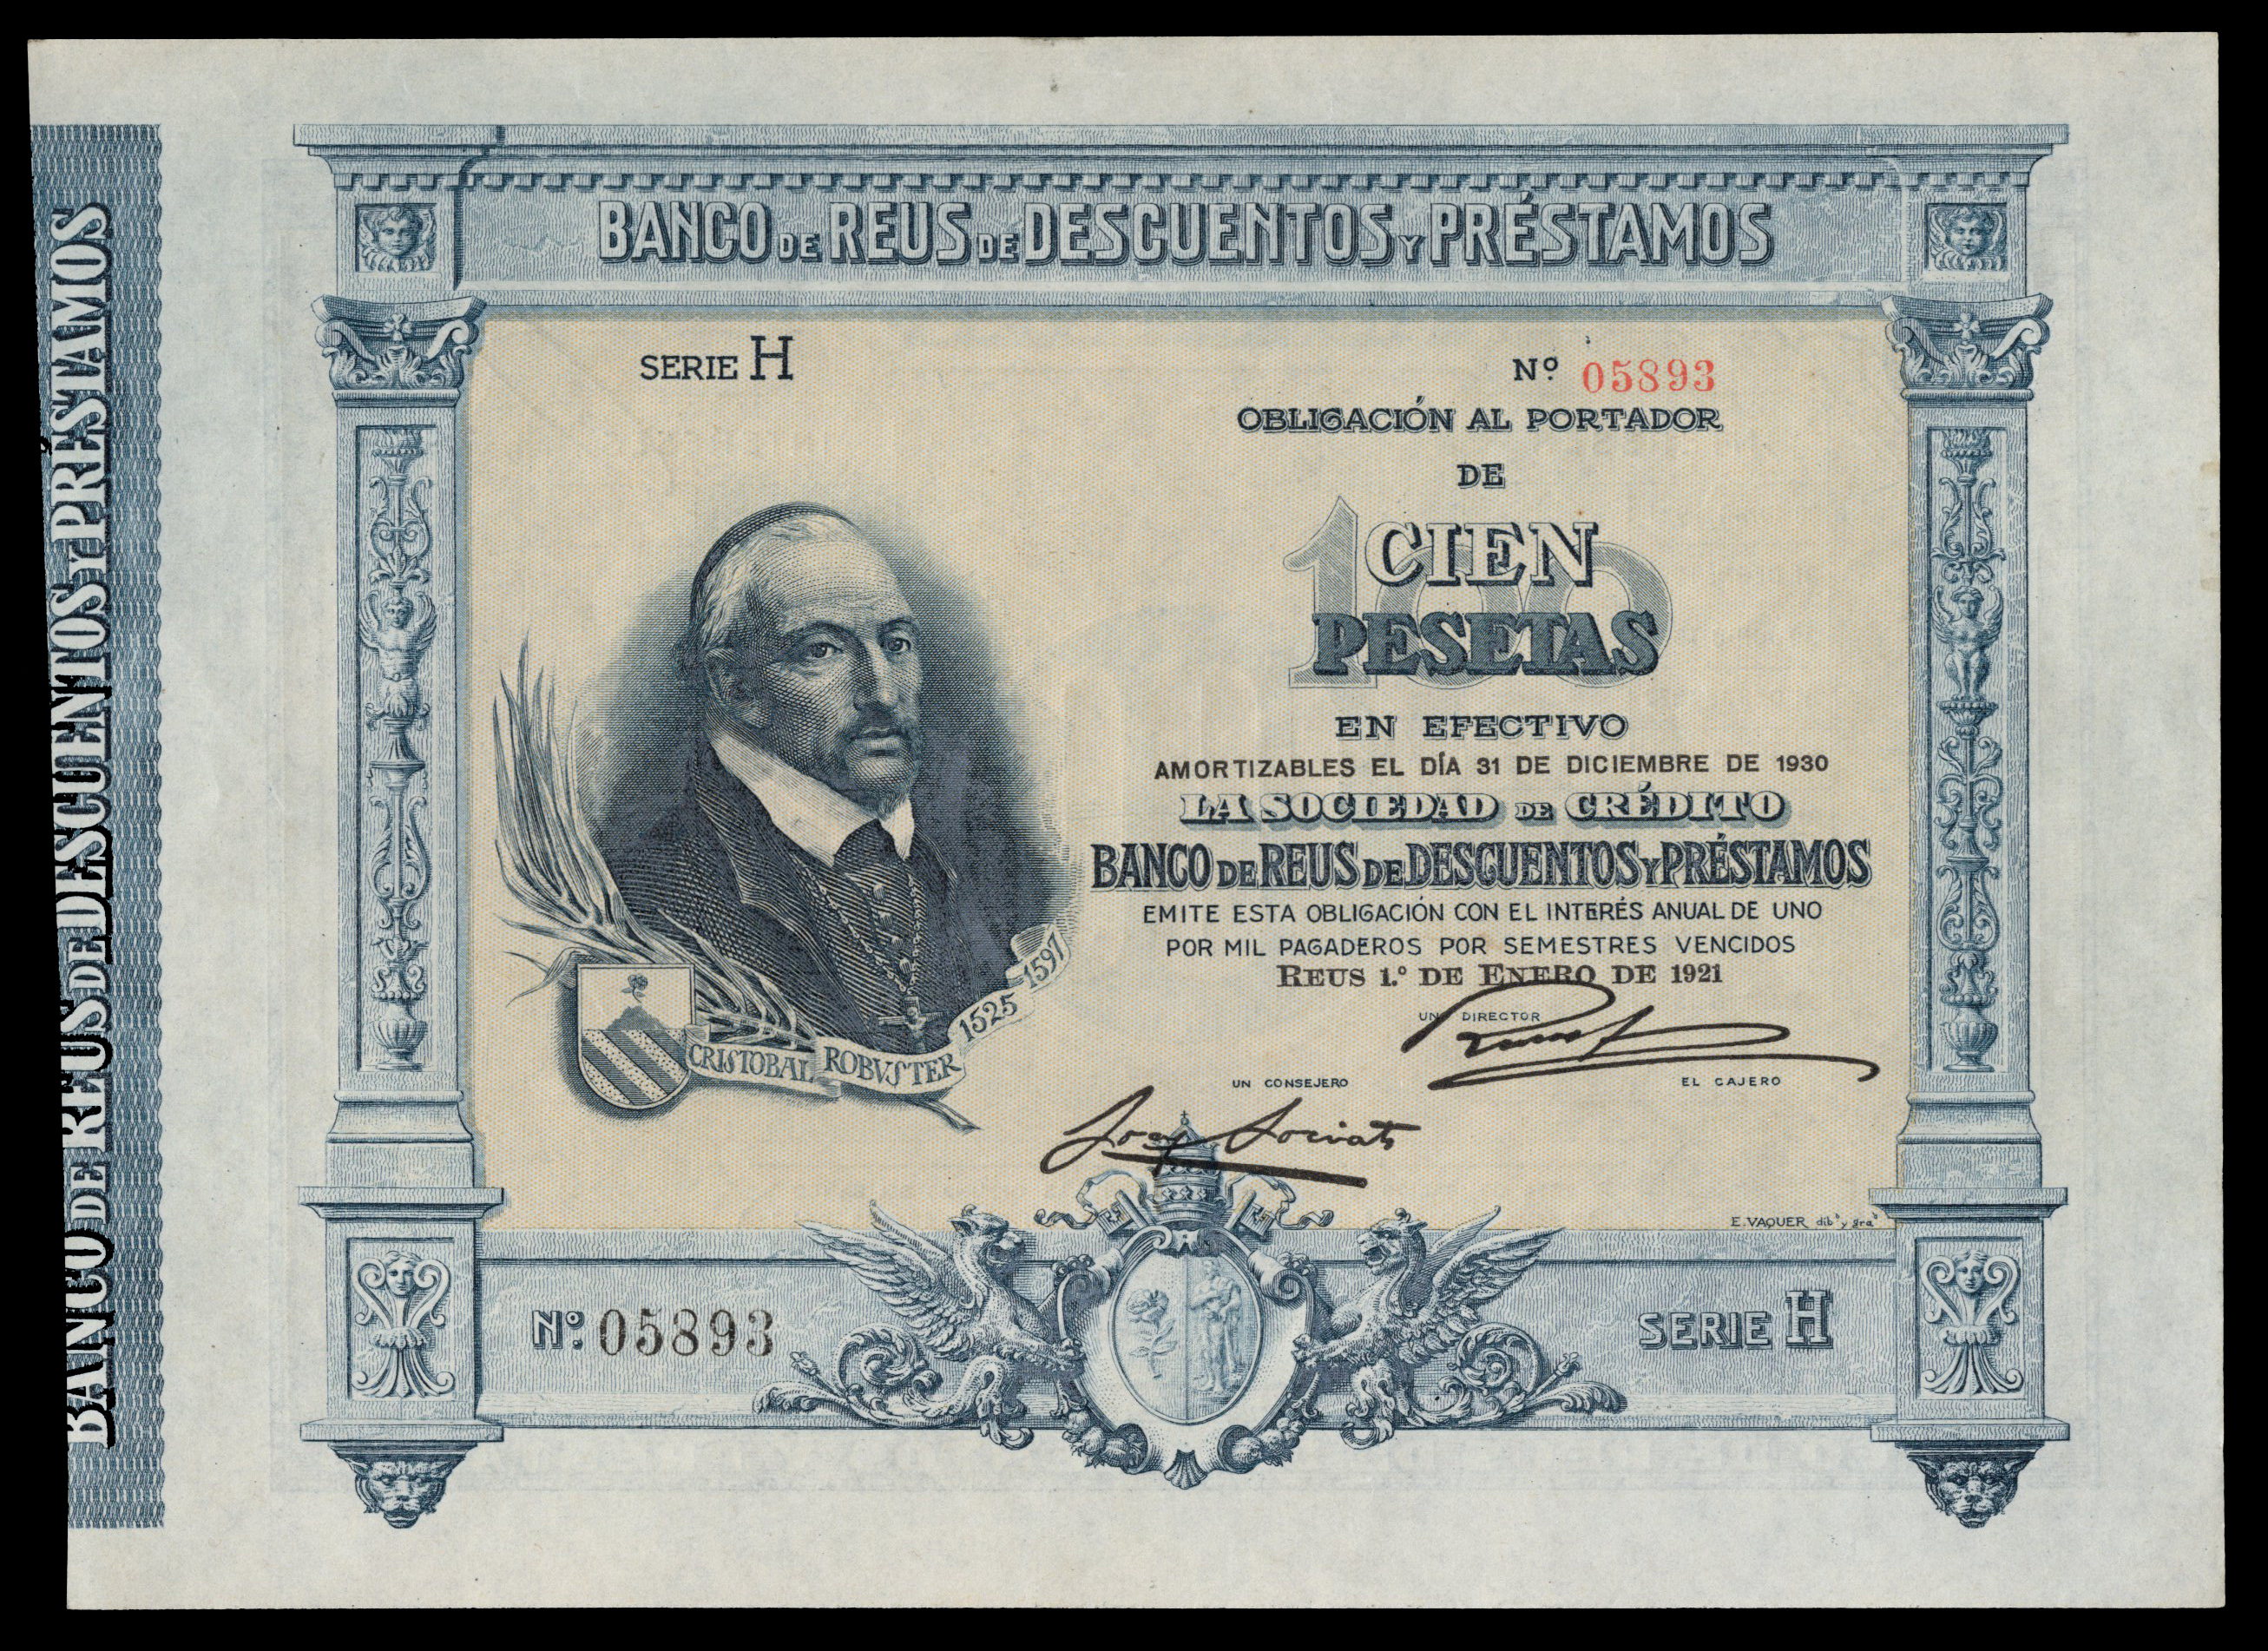 BANCO DE REUS DE DESCUENTOS Y PRÉSTAMOS
BANCO DE REUS DE DESCUENTOS Y PRÉSTAMOS
SERIE H
Nº 05893
OBLIGACIÓN AL PORTADOR
DE
100
CIEN
PESETAS
EN EFECTIVO
AMORTIZABLES EL DÍA 31 DE DICIEMBRE DE 1930
LA SOCIEDAD DE CRÉDITO
BANCO DE REUS DE DESCUENTOS Y PRÉSTAMOS
EMITE ESTA OBLIGACIÓN CON EL INTERÉS ANUAL DE UNO
POR MIL PAGADEROS POR SEMESTRES VENCIDOS
REUS 1.º DE ENERO DE 1921
UN DIRECTOR
UN CONSEJERO
EL CAJERO
CRISTOBAL ROBVSTER 1525 1597
E. VAQUER dibº y graº
Nº 05893
SERIE H